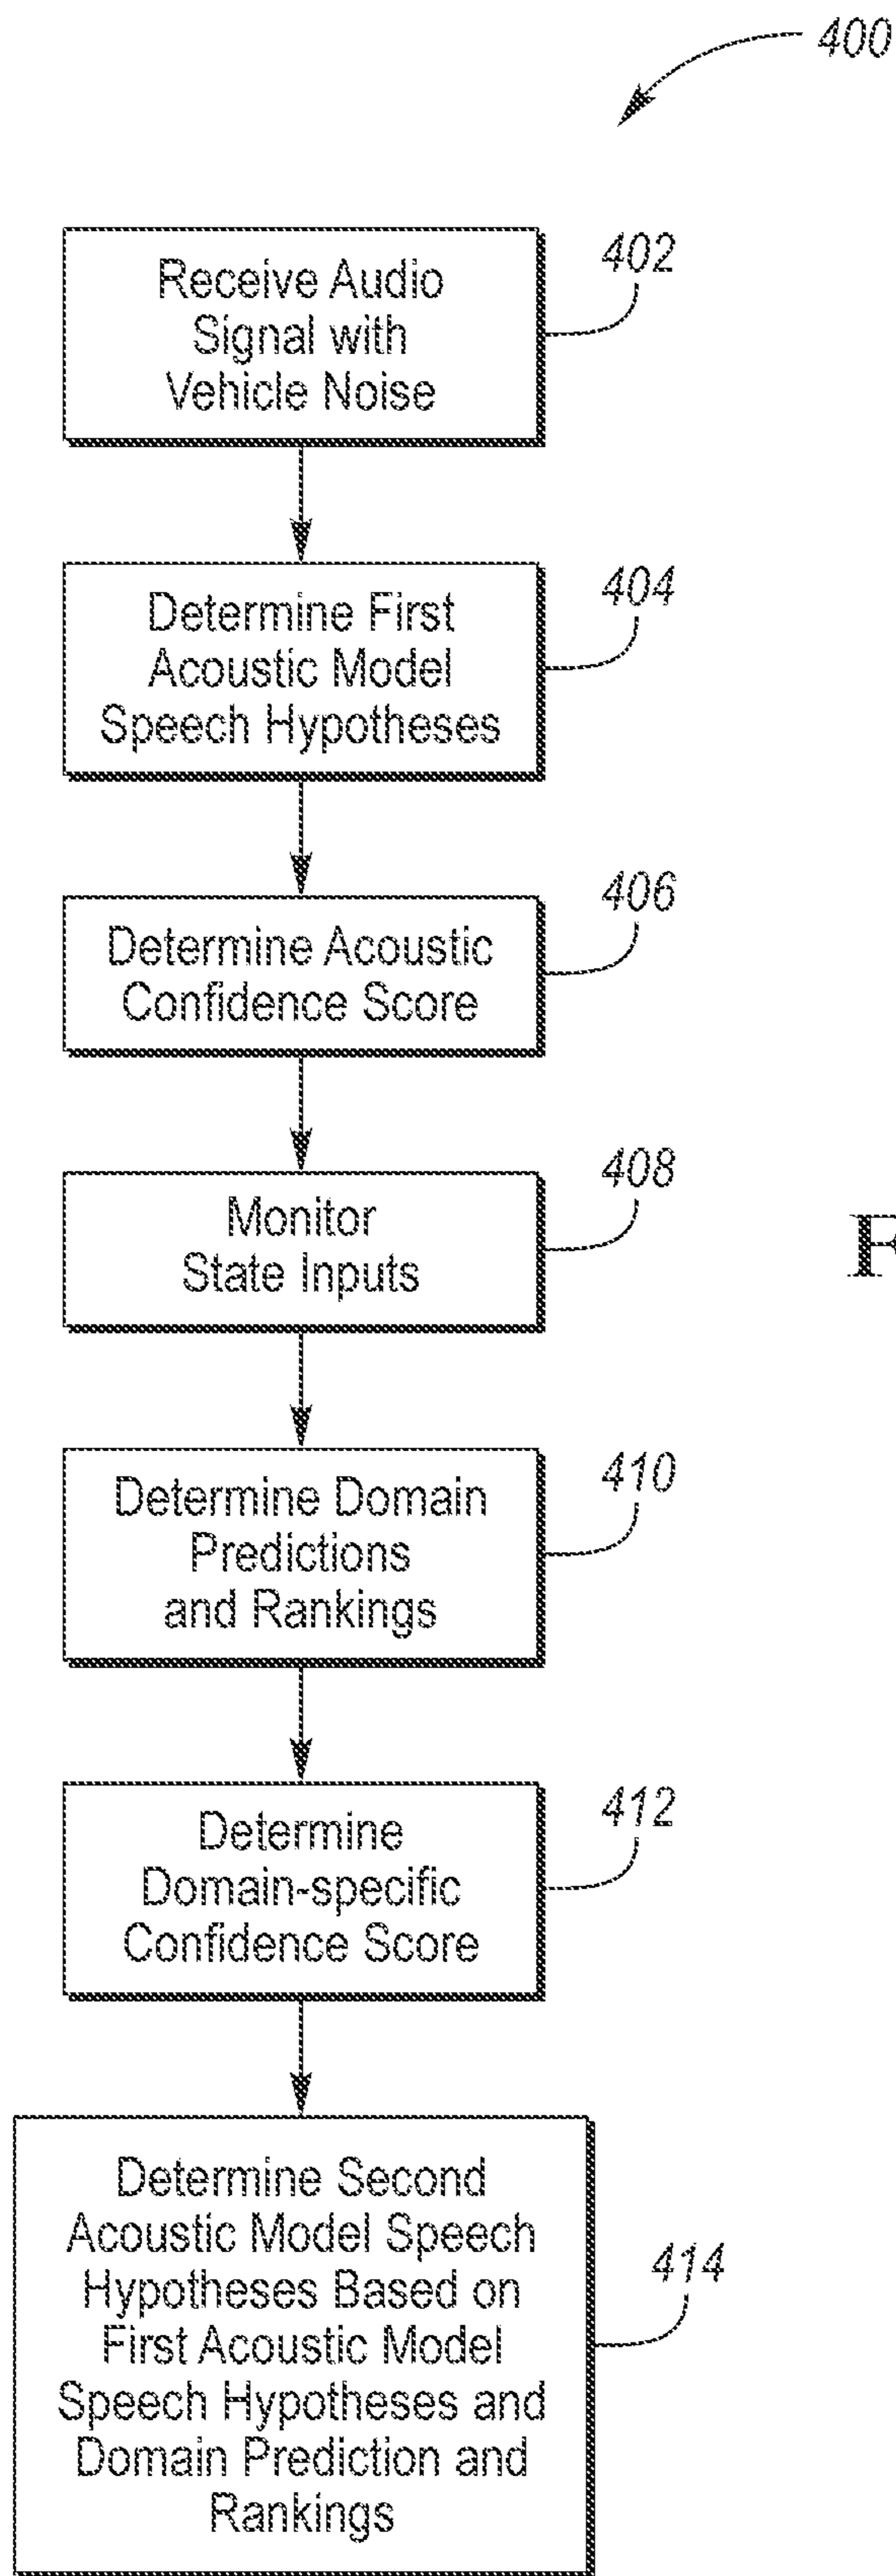 400
Receive Audio
Signal with
Vehicle Noise
402
Determine First
Acoustic Model
Speech Hypotheses
404
Determine Acoustic
Confidence Score
406
Monitor
State Inputs
408
Determine Domain
Predictions
and Rankings
410
Determine
Domain-specific
Confidence Score
412
Determine Second
Acoustic Model Speech
Hypotheses Based on
First Acoustic Model
Speech Hypotheses and
Domain Prediction and
Rankings
414